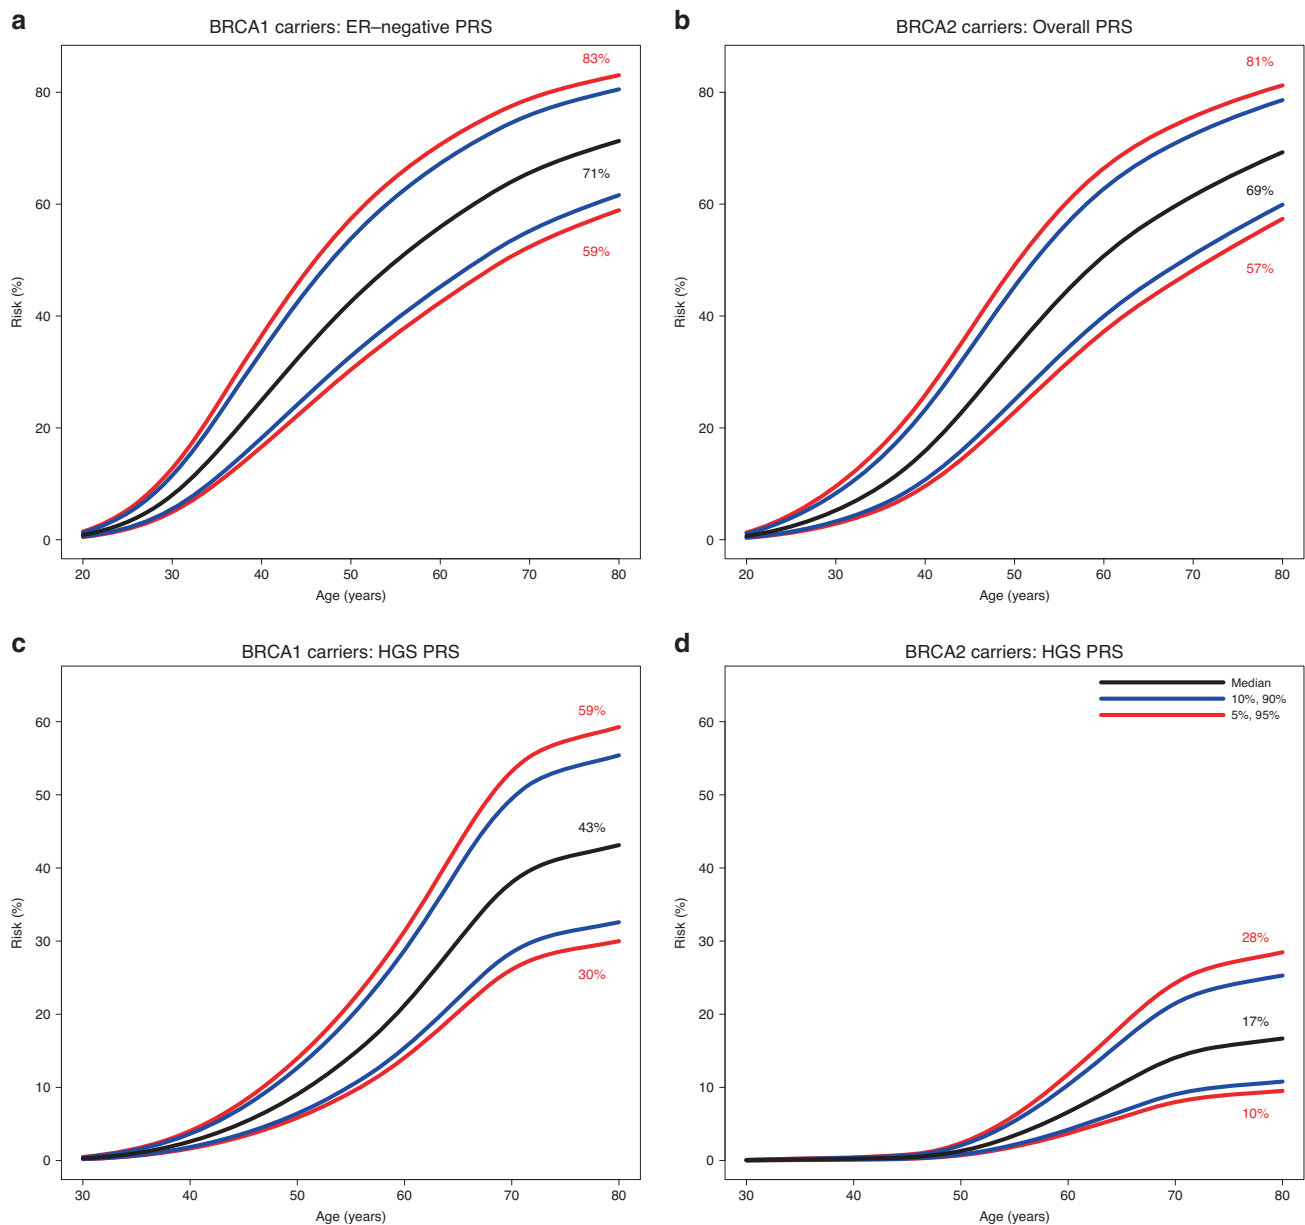 a
BRCA1 carriers: ER–negative PRS
83%
71%
59%
80
60
40
20
0
Risk (%)
20 30 40 50 60 70 80
Age (years)
b
BRCA2 carriers: Overall PRS
81%
69%
57%
80
60
40
20
0
Risk (%)
20 30 40 50 60 70 80
Age (years)
c
BRCA1 carriers: HGS PRS
59%
43%
30%
60
50
40
30
20
10
0
Risk (%)
30 40 50 60 70 80
Age (years)
d
BRCA2 carriers: HGS PRS
Median
10%, 90%
5%, 95%
28%
17%
10%
60
50
40
30
20
10
0
Risk (%)
30 40 50 60 70 80
Age (years)